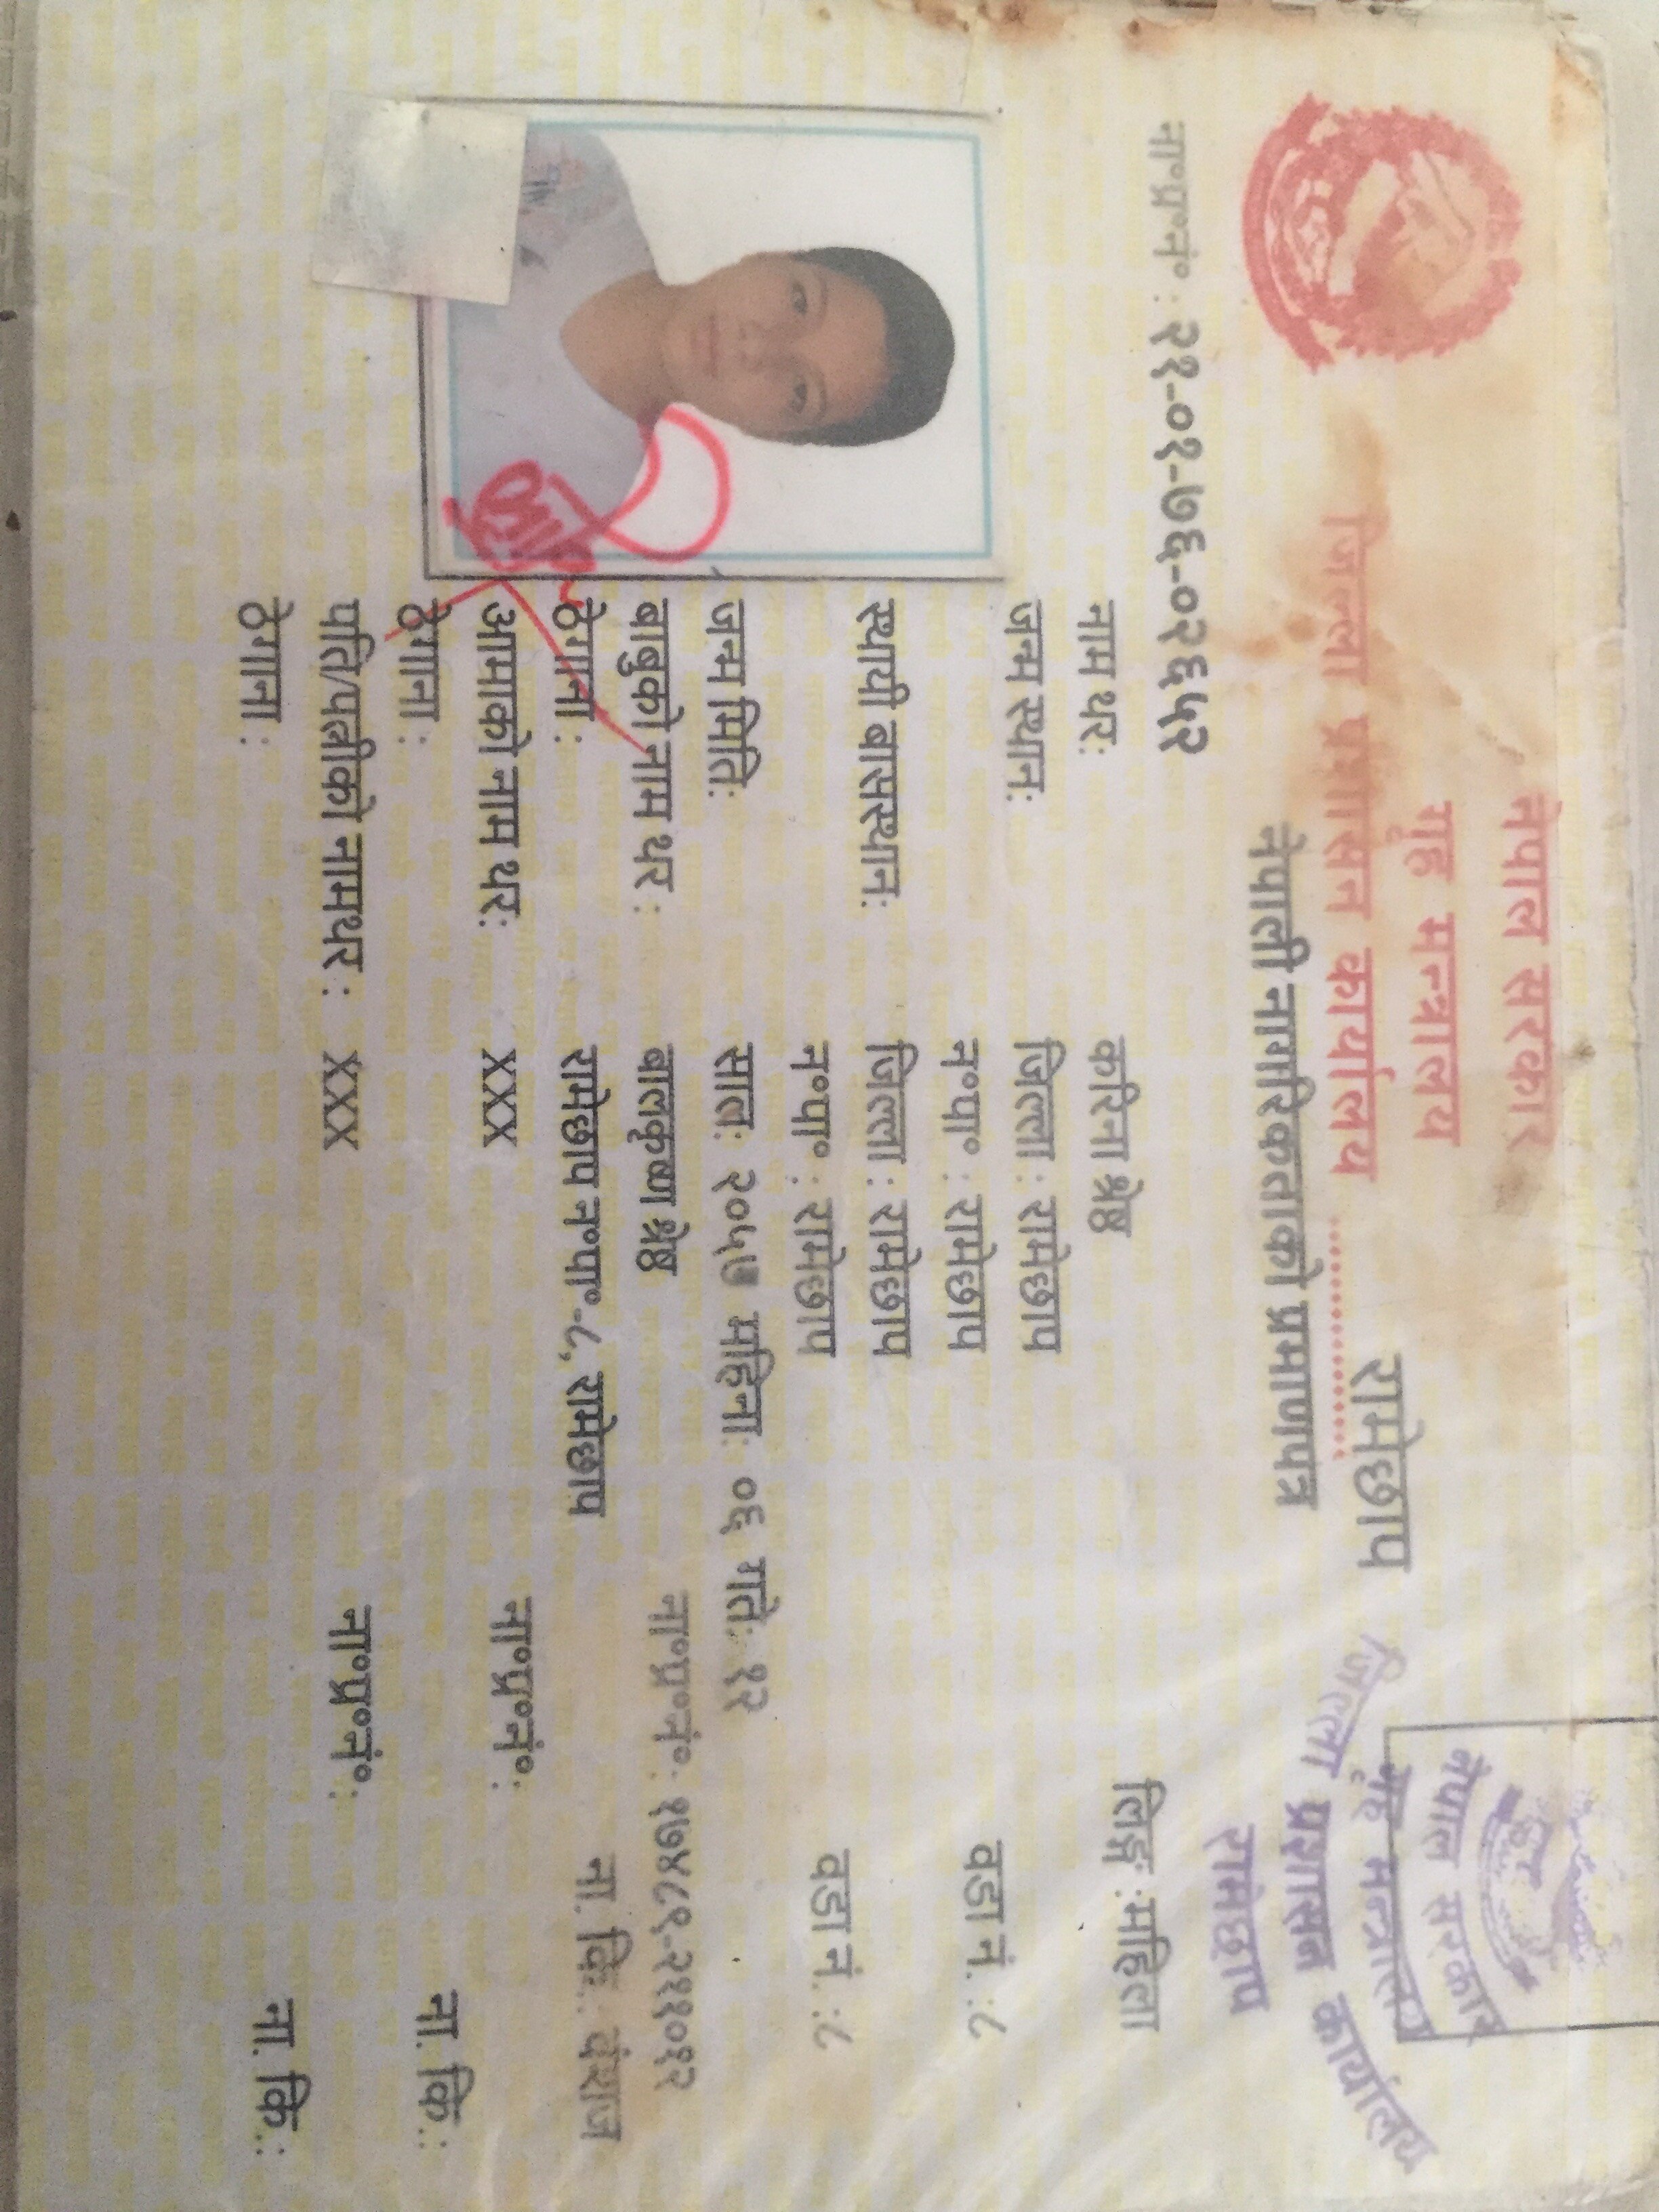 नेपाल सरकार
गृह मन्त्रालय
जिल्ला प्रशासन कार्यालय रामेछाप
नेपाली नागरिकताको प्रमाणपत्र
नेपाल सरकार
गृह मन्त्रालय
जिल्ला प्रशासन कार्यालय
रामेछाप
ना०प्र०नं० : २१-०१-७६-०२६५२
नाम थर: करिना श्रेष्ठ लिङ्ग :महिला
जन्म स्थान: जिल्ला : रामेछाप
न०पा० : रामेछाप वडा नं. :८
स्थायी बासस्थान: जिल्ला : रामेछाप
न०पा० : रामेछाप वडा नं. :८
जन्म मिति: साल: महिना: ०६ गते: १२
बाबुको नाम थर : बालकृष्ण श्रेष्ठ ना०प्र०नं०: १७४८९-२११०१२
ठेगाना : रामेछाप न०पा०-८, रामेछाप ना. कि.: वंशज
आमाको नाम थर: XXX ना०प्र०नं०:
ठेगाना : ना. कि.:
पति/पत्नीको नामथर : XXX ना०प्र०नं०:
ठेगाना : ना. कि.: